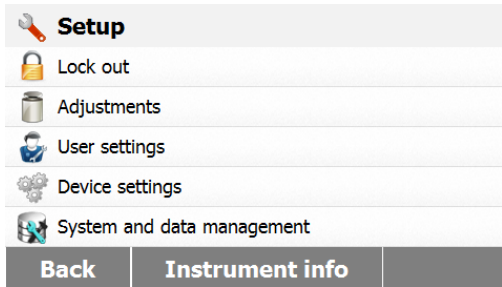 Setup
Lock out
Adjustments
User settings
Device settings
System and data management
Back Instrument info